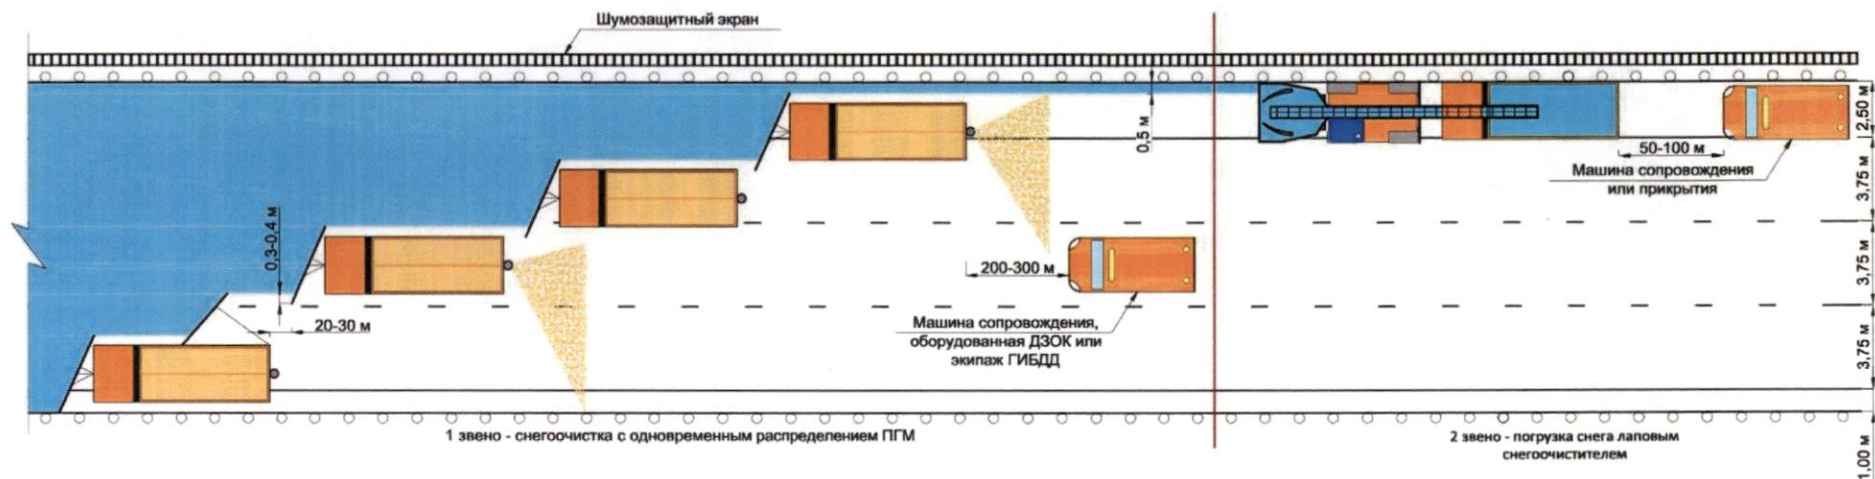 Шумозащитный экран
0,5 м
2,50 м
50-100 м
Машина сопровождения
или прикрытия
3,75 м
0,3-0,4 м
200-300 м
3,75 м
20-30 м
Машина сопровождения,
оборудованная ДЗОК или
экипаж ГИБДД
3,75 м
1 звено - снегоочистка с одновременным распределением ПГМ
2 звено - погрузка снега лаповым
снегоочистителем
1,00 м